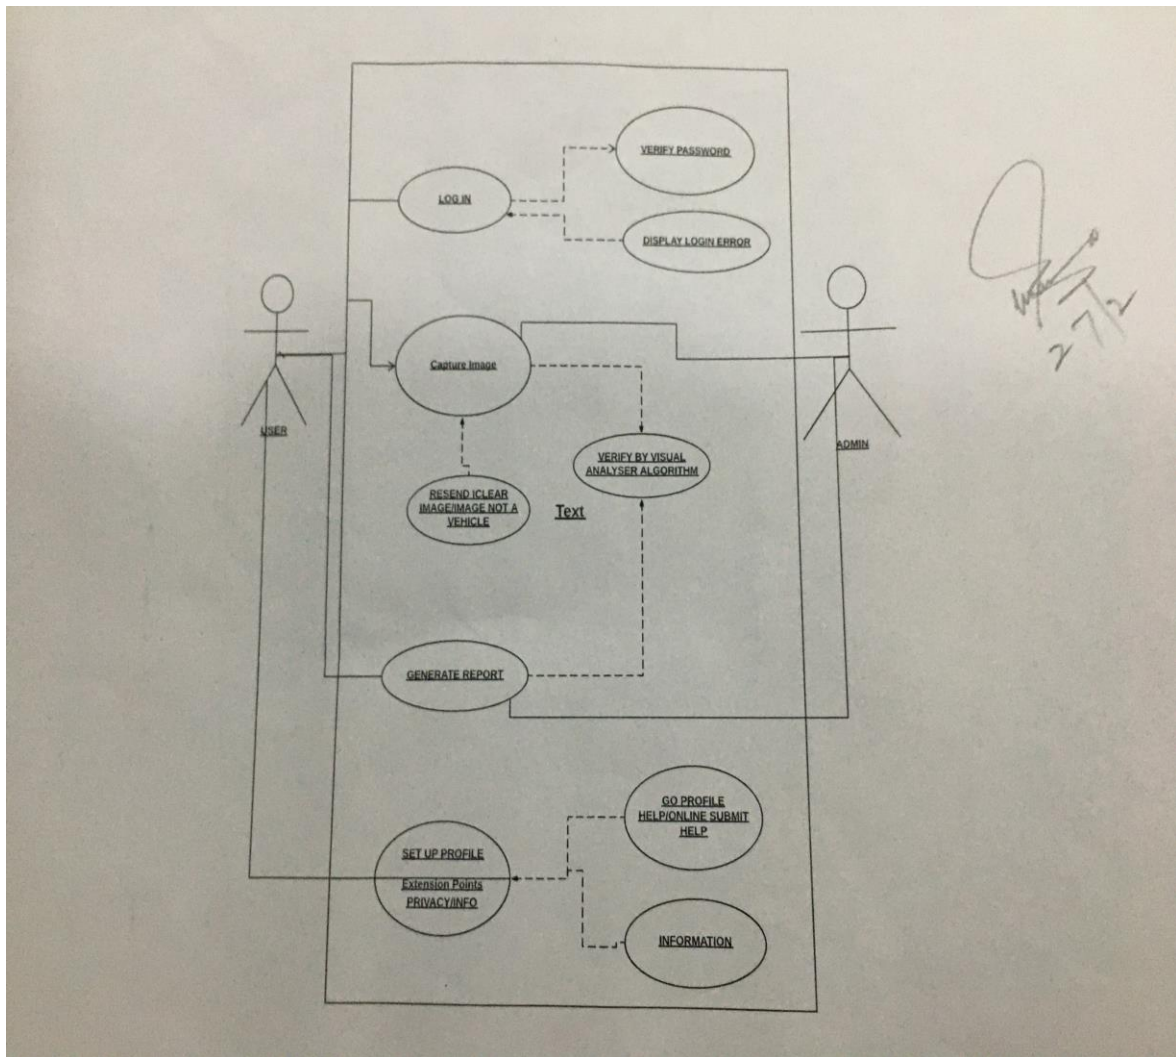 VERIFY PASSWORD
LOG IN
DISPLAY LOGIN ERROR
Capture Image
USER
ADMIN
VERIFY BY VISUAL
ANALYSER ALGORITHM
RESEND ICLEAR
IMAGE/IMAGE NOT A
VEHICLE
Text
GENERATE REPORT
GO PROFILE
HELP/ONLINE SUBMIT
HELP
SET UP PROFILE
Extension Points
PRIVACY/INFO
INFORMATION
27/2